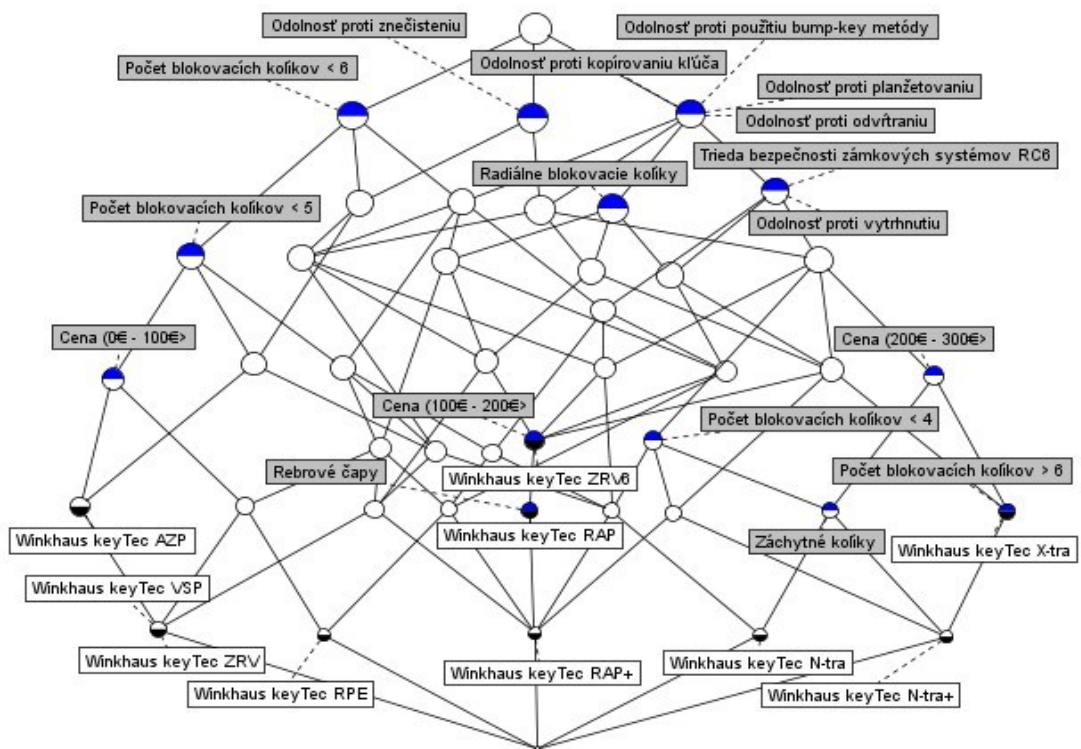 Odolnosť proti znečisteniu
Odolnosť proti použitiu bump-key metódy
Počet blokovacích kolíkov < 6
Odolnosť proti kopírovaniu kľúča
Odolnosť proti planžetovaniu
Odolnosť proti odvŕtaniu
Trieda bezpečnosti zámkových systémov RC6
Radiálne blokovacie kolíky
Počet blokovacích kolíkov < 5
Odolnosť proti vytrhnutiu
Cena (0€ - 100€>
Cena (200€ - 300€>
Cena (100€ - 200€>
Počet blokovacích kolíkov < 4
Rebrové čapy
Winkhaus keyTec ZRV6
Počet blokovacích kolíkov > 6
Winkhaus keyTec AZP
Winkhaus keyTec RAP
Záchytné kolíky
Winkhaus keyTec X-tra
Winkhaus keyTec VSP
Winkhaus keyTec ZRV
Winkhaus keyTec RPE
Winkhaus keyTec RAP+
Winkhaus keyTec N-tra
Winkhaus keyTec N-tra+